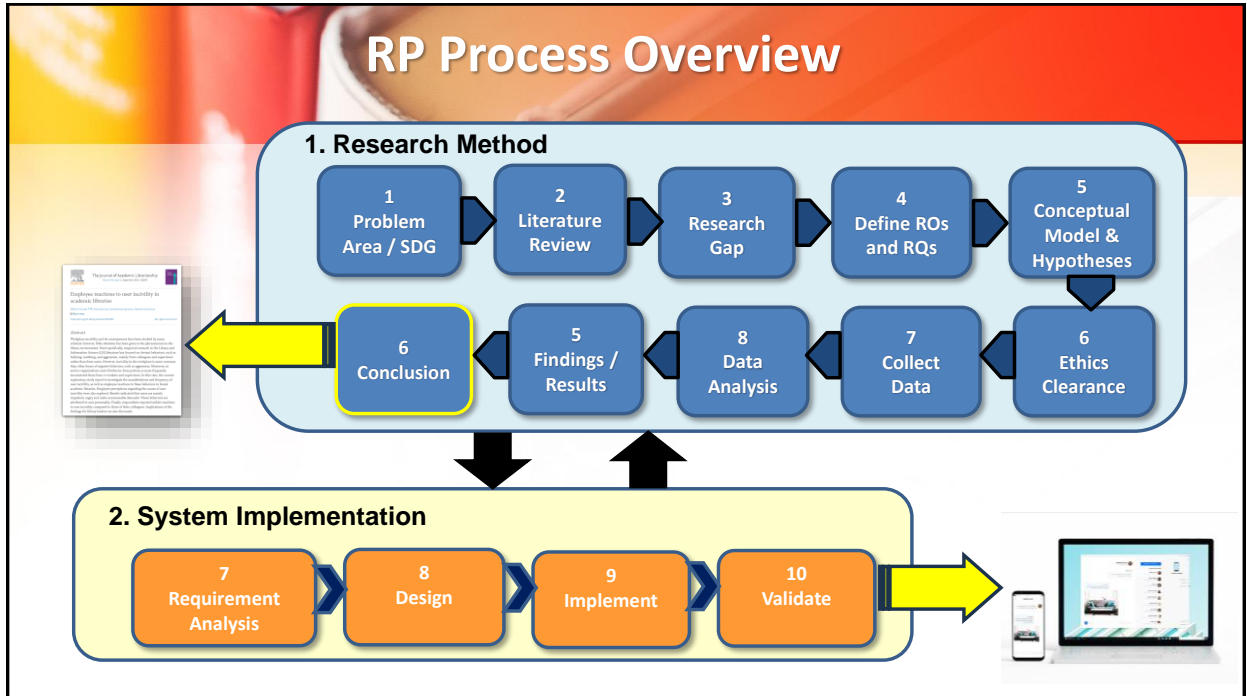 RP Process Overview
1. Research Method
1
Problem
Area / SDG
2
Literature
Review
3
Research
Gap
4
Define ROs
and RQs
5
Conceptual
Model &
Hypotheses
6
Conclusion
5
Findings /
Results
8
Data
Analysis
7
Collect
Data
6
Ethics
Clearance
The Journal of Academic Librarianship
Employee reactions to user incivility in
academic libraries
2. System Implementation
7
Requirement
Analysis
8
Design
9
Implement
10
Validate